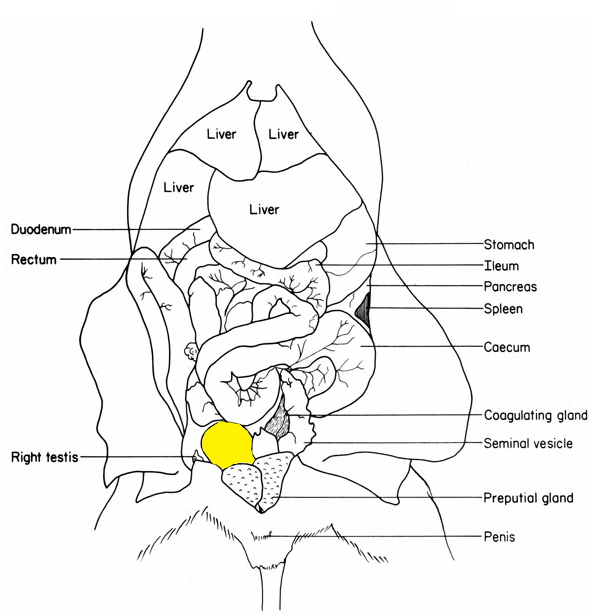 Liver
Liver
Liver
Liver
Duodenum
Rectum
Stomach
Ileum
Pancreas
Spleen
Caecum
Coagulating gland
Seminal vesicle
Right testis
Preputial gland
Penis